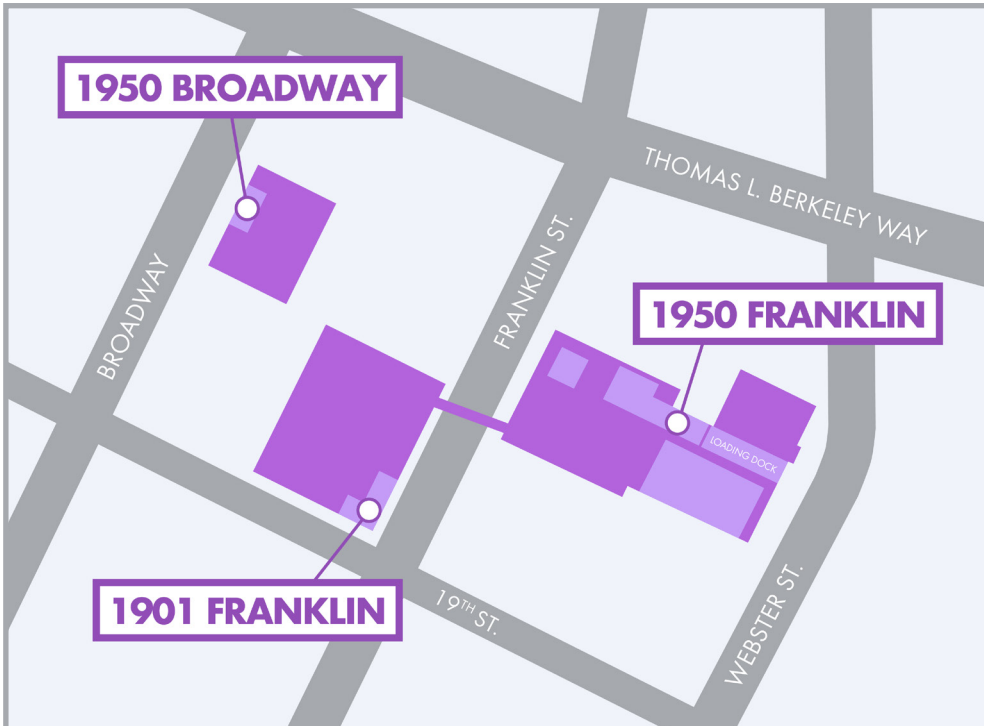 1950 BROADWAY
THOMAS L. BERKELEY WAY
FRANKLIN ST.
BROADWAY
1950 FRANKLIN
LOADING DOCK
1901 FRANKLIN
19TH ST.
WEBSTER ST.